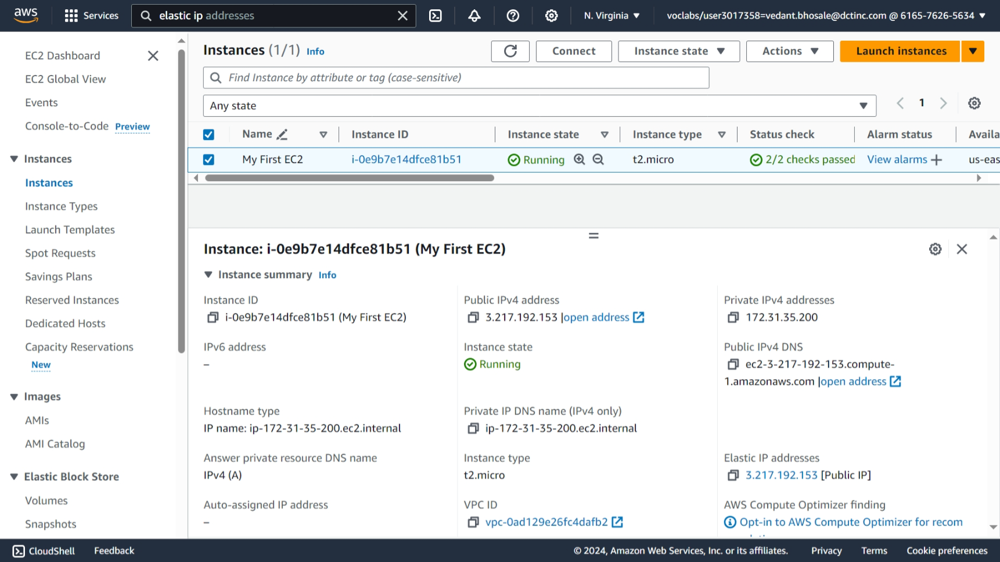 aws
Services
elastic ip addresses
N. Virginia
voclabs/user3017358=vedant.bhosale@dctinc.com @ 6165-7626-5634
EC2 Dashboard
EC2 Global View
Events
Console-to-Code Preview
Instances
Instances
Instance Types
Launch Templates
Spot Requests
Savings Plans
Reserved Instances
Dedicated Hosts
Capacity Reservations
New
Images
AMIs
AMI Catalog
Elastic Block Store
Volumes
Snapshots
Instances (1/1) Info
Connect
Instance state
Actions
Launch instances
Find Instance by attribute or tag (case-sensitive)
Any state
1
Name
Instance ID
Instance state
Instance type
Status check
Alarm status
Availa
My First EC2
i-0e9b7e14dfce81b51
Running
t2.micro
2/2 checks passed
View alarms
us-eas
Instance: i-0e9b7e14dfce81b51 (My First EC2)
Instance summary Info
Instance ID
i-0e9b7e14dfce81b51 (My First EC2)
Public IPv4 address
3.217.192.153 |open address
Private IPv4 addresses
172.31.35.200
IPv6 address
–
Instance state
Running
Public IPv4 DNS
ec2-3-217-192-153.compute-
1.amazonaws.com |open address
Hostname type
IP name: ip-172-31-35-200.ec2.internal
Private IP DNS name (IPv4 only)
ip-172-31-35-200.ec2.internal
Answer private resource DNS name
IPv4 (A)
Instance type
t2.micro
Elastic IP addresses
3.217.192.153 [Public IP]
Auto-assigned IP address
–
VPC ID
vpc-0ad129e26fc4dafb2
AWS Compute Optimizer finding
Opt-in to AWS Compute Optimizer for recom
CloudShell
Feedback
© 2024, Amazon Web Services, Inc. or its affiliates.
Privacy
Terms
Cookie preferences